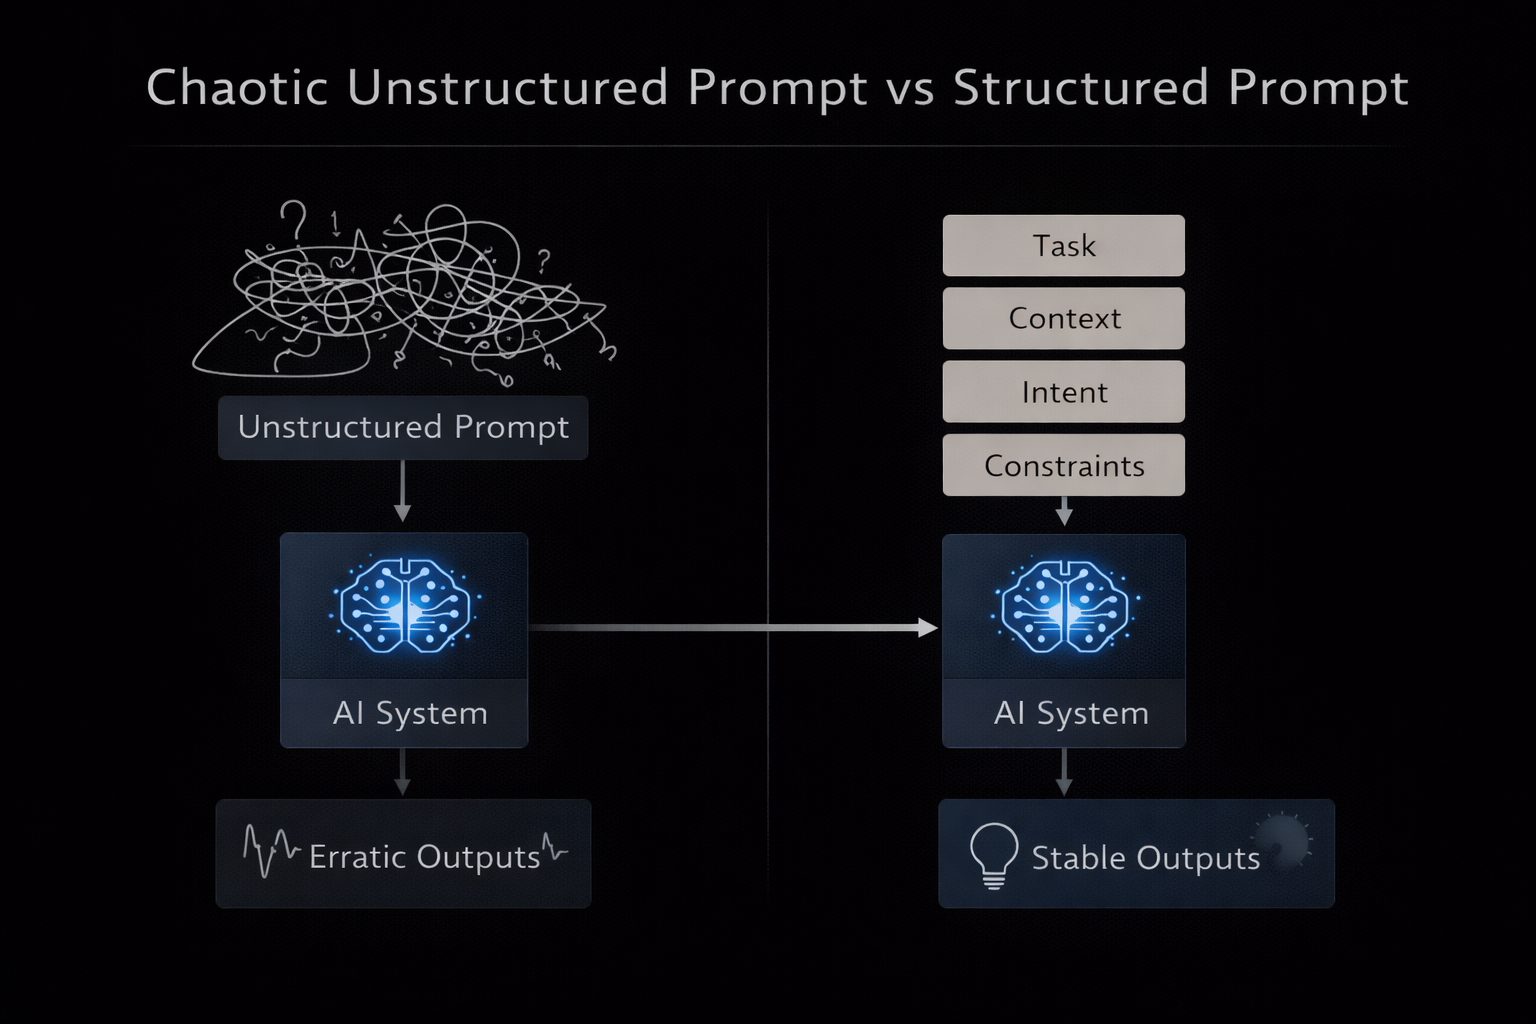 Chaotic Unstructured Prompt vs Structured Prompt
? !
?
Unstructured Prompt
AI System
Erratic Outputs
Task
Context
Intent
Constraints
AI System
Stable Outputs